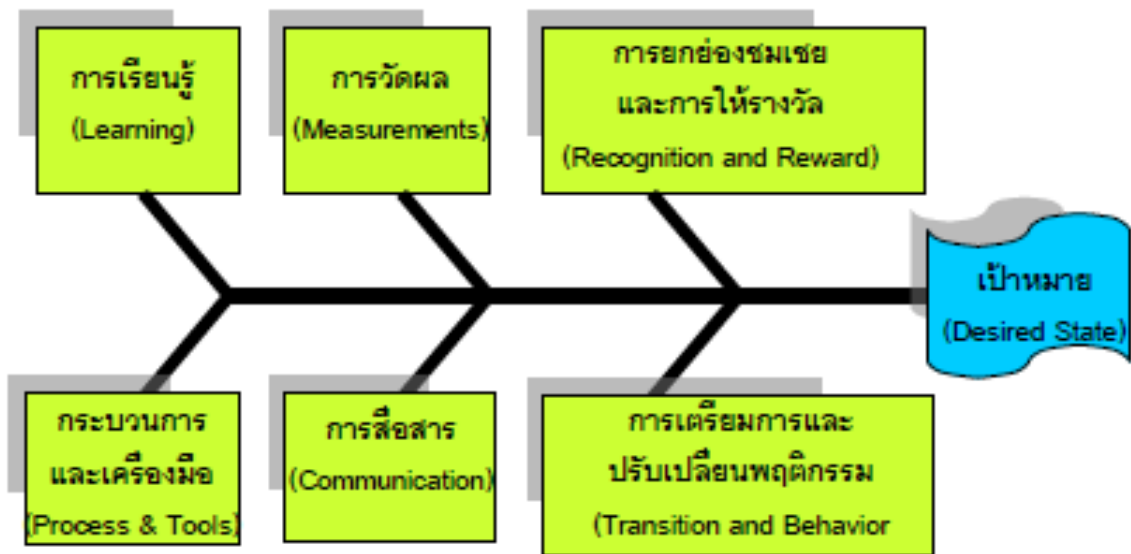 การเรียนรู้
(Learning)
การวัดผล
(Measurements)
การยกย่องชมเชย
และการให้รางวัล
(Recognition and Reward)
เป้าหมาย
(Desired State)
กระบวนการ
และเครื่องมือ
(Process & Tools)
การสื่อสาร
(Communication)
การเตรียมการและ
ปรับเปลี่ยนพฤติกรรม
(Transition and Behavior